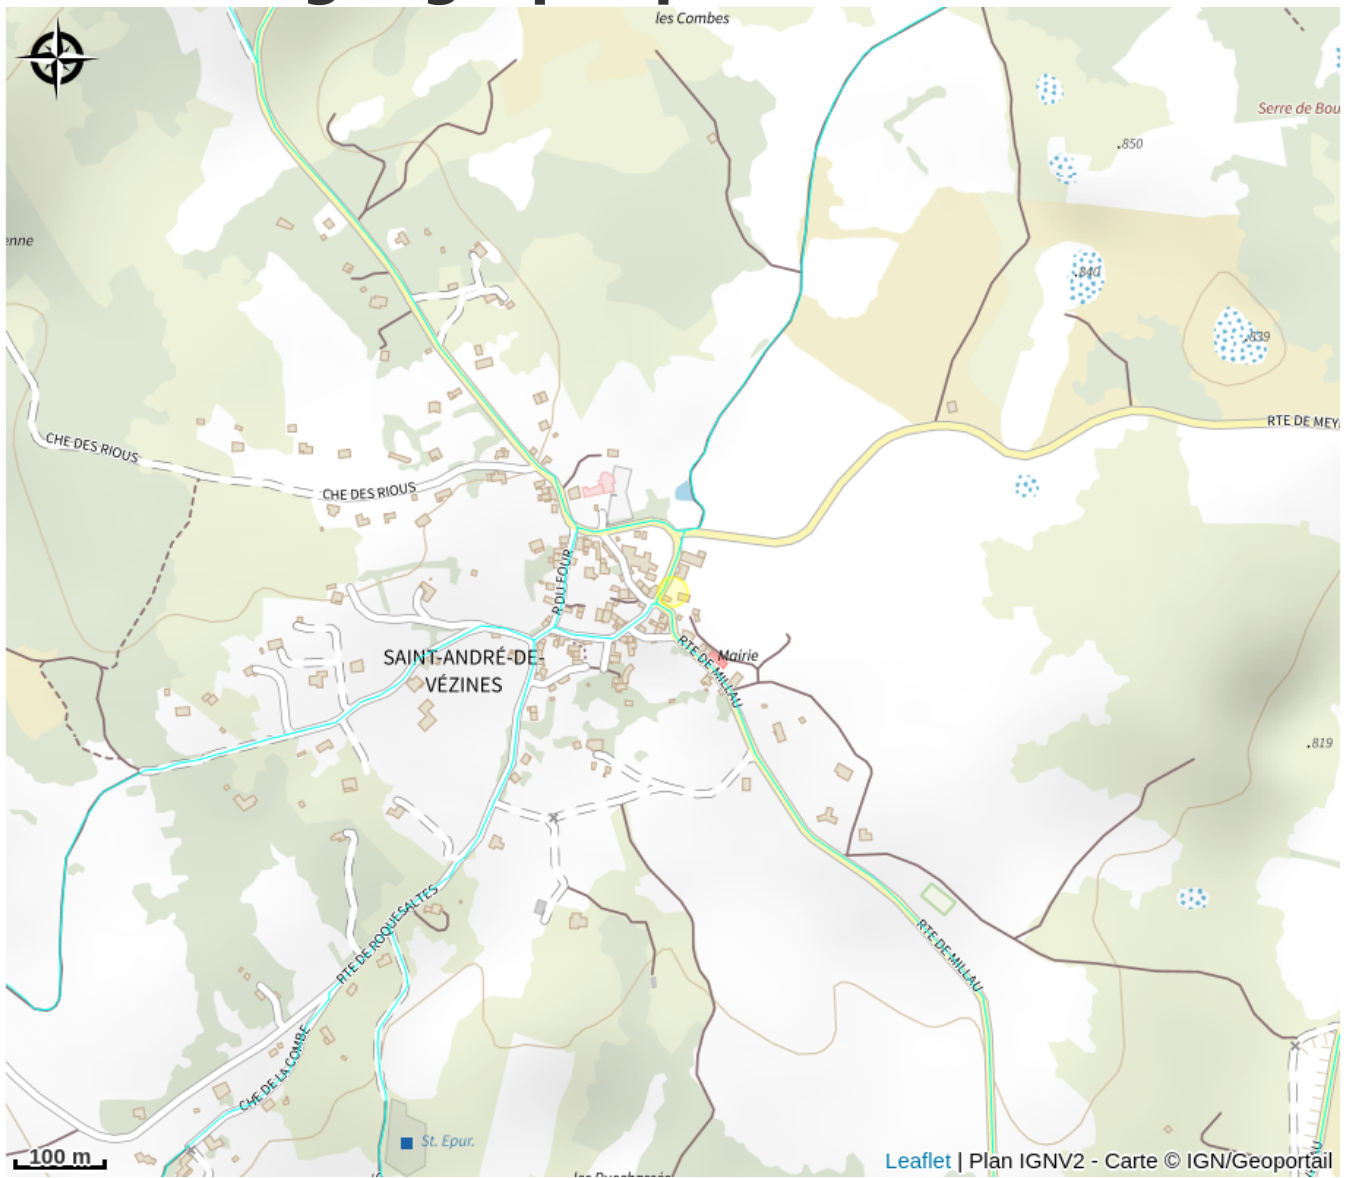 les Combes
Serre de Bou
.850
enne
.840
.839
RTE DE MEY
CHE DES RIOUS
CHE DES RIOUS
R DU FOUR
SAINT-ANDRÉ-DE-
VÉZINES
RTE DE MILLAU
Mairie
.819
RTE DE ROQUESALTES
RTE DE MILLAU
CHE DE LA COMBE
St. Epur.
100 m
Leaflet | Plan IGNV2 - Carte © IGN/Geoportail